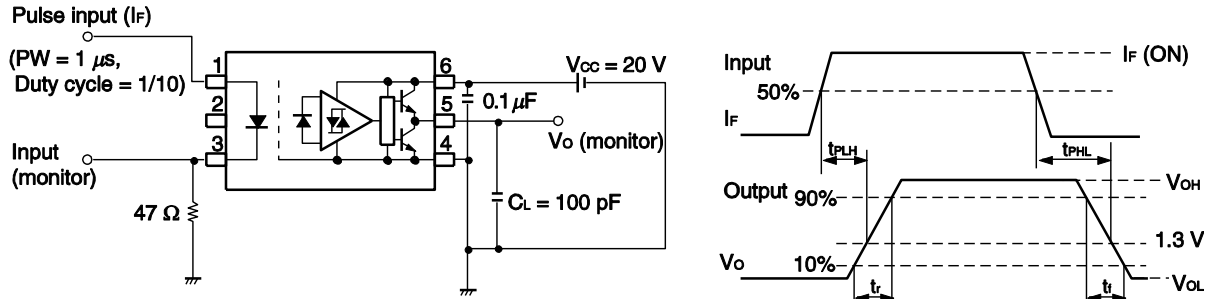 Pulse input (IF)
(PW = 1 μs,
Duty cycle = 1/10)
1
2
3
6
5
4
Input
(monitor)
47 Ω
VCC = 20 V
0.1 μF
VO (monitor)
CL = 100 pF
Input
50%
IF
IF (ON)
tPLH
tPHL
Output
90%
VOH
1.3 V
VO
10%
VOL
tr
tf